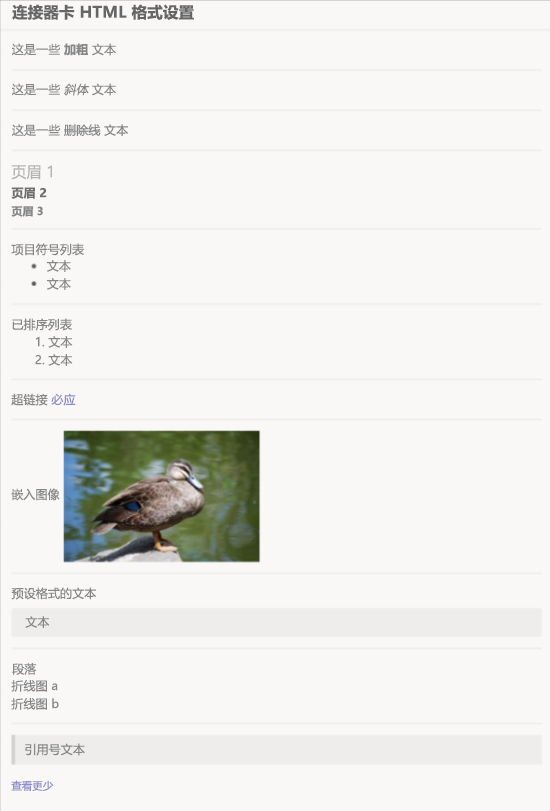 连接器卡 HTML 格式设置
这是一些 加粗 文本
这是一些 斜体 文本
这是一些 删除线 文本
页眉 1
页眉 2
页眉 3
项目符号列表
• 文本
• 文本
已排序列表
1. 文本
2. 文本
超链接 必应
嵌入图像
预设格式的文本
文本
段落
折线图 a
折线图 b
引用号文本
查看更少